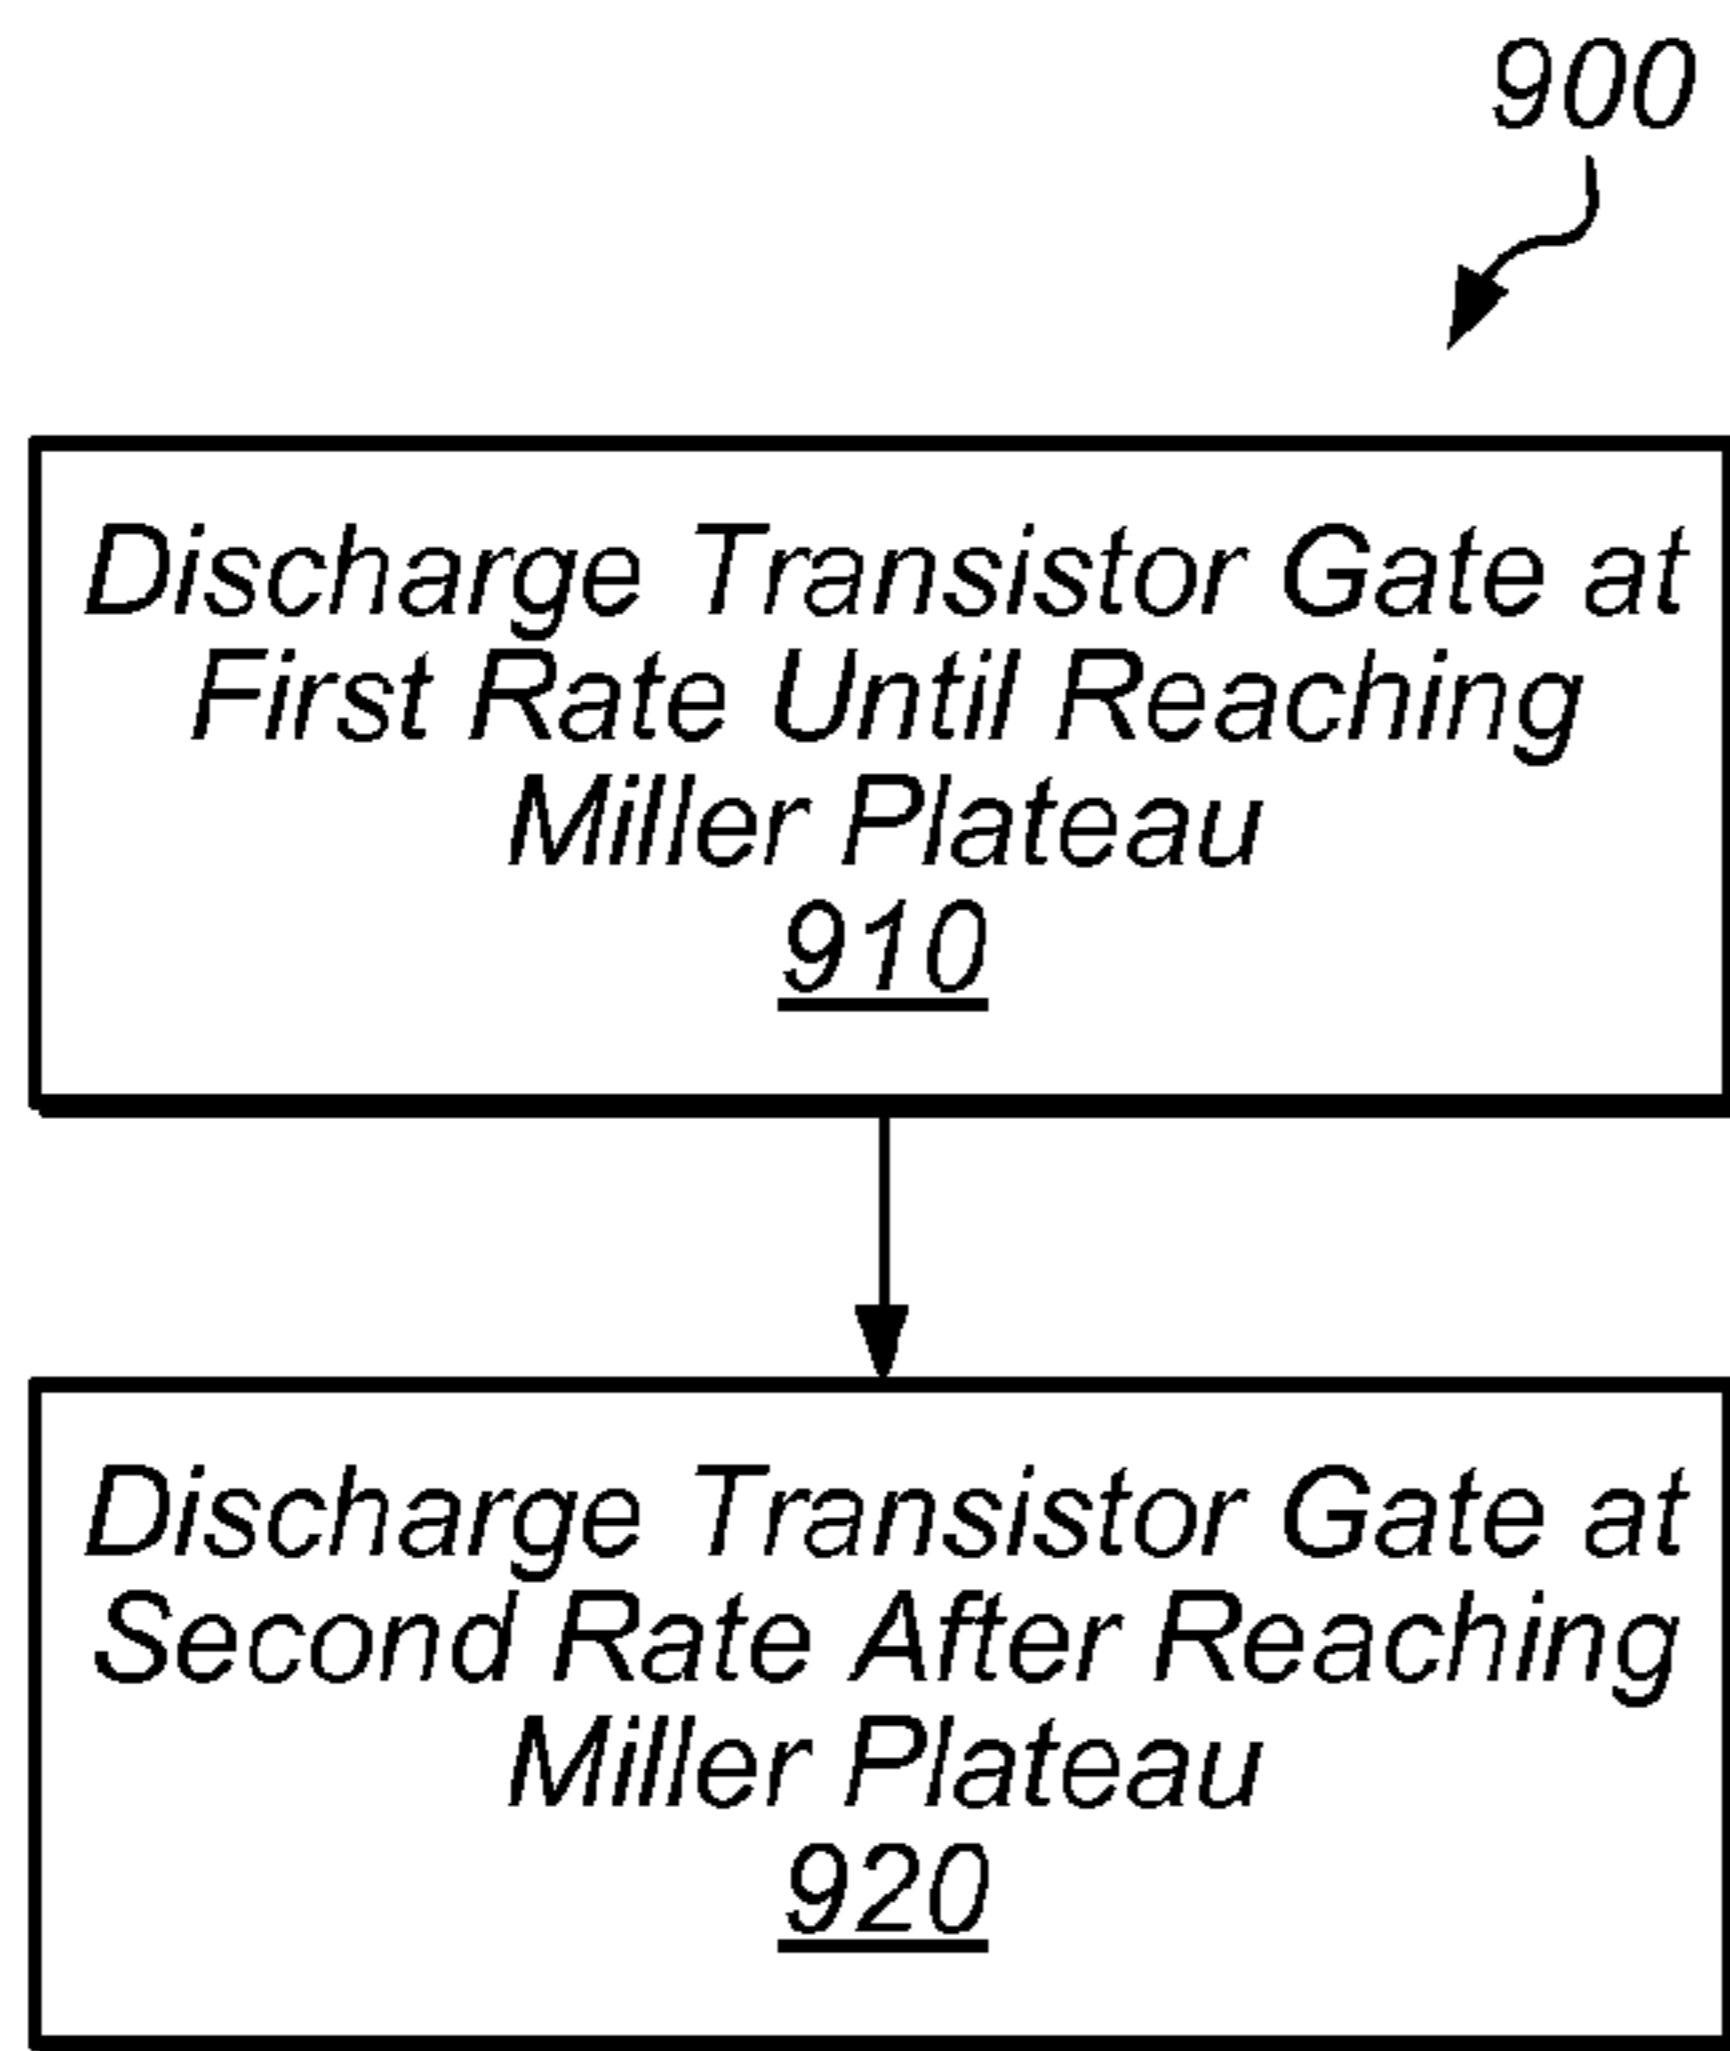 900
Discharge Transistor Gate at
First Rate Until Reaching
Miller Plateau
910
Discharge Transistor Gate at
Second Rate After Reaching
Miller Plateau
920